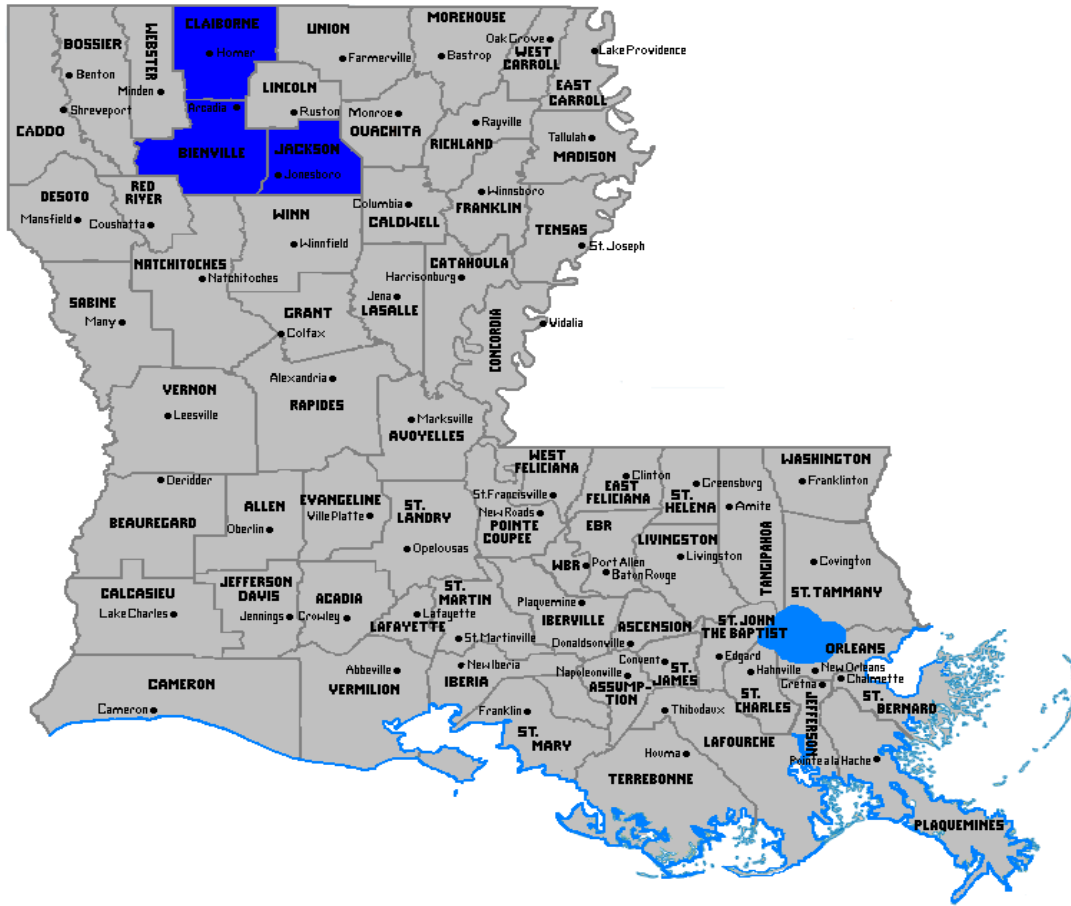 CLAIBORNE
Homer
UNION
Farmerville
MOREHOUSE
Bastrop
Oak Grove
WEST
CARROLL
Lake Providence
EAST
CARROLL
BOSSIER
Benton
WEBSTER
Minden
Shreveport
CADDO
LINCOLN
Ruston
Arcadia
BIENVILLE
JACKSON
Jonesboro
Monroe
OUACHITA
Rayville
RICHLAND
Tallulah
MADISON
DESOTO
Mansfield
RED
RIVER
Coushatta
WINN
Winnfield
Columbia
CALDWELL
Winnsboro
FRANKLIN
TENSAS
St. Joseph
NATCHITOCHES
Natchitoches
CATAHOULA
Harrisonburg
Jena
LASALLE
SABINE
Many
GRANT
Colfax
CONCORDIA
Vidalia
VERNON
Leesville
Alexandria
RAPIDES
Marksville
AVOYELLES
Deridder
BEAUREGARD
ALLEN
Oberlin
EVANGELINE
Ville Platte
ST.
LANDRY
Opelousas
WEST
FELICIANA
St. Francisville
New Roads
POINTE
COUPEE
Clinton
EAST
FELICIANA
Greensburg
ST.
HELENA
Amite
TANGIPAHOA
WASHINGTON
Franklinton
EBR
WBR
Port Allen
Baton Rouge
LIVINGSTON
Livingston
Covington
ST. TAMMANY
CALCASIEU
Lake Charles
JEFFERSON
DAVIS
Jennings
ACADIA
Crowley
Lafayette
LAFAYETTE
ST.
MARTIN
St. Martinville
Plaquemine
IBERVILLE
ASCENSION
Donaldsonville
ST. JOHN
THE BAPTIST
Edgard
ORLEANS
New Orleans
Chalmette
Hahnville
Gretna
ST.
BERNARD
CAMERON
Cameron
Abbeville
VERMILION
New Iberia
IBERIA
Franklin
ST.
MARY
Napoleonville
ASSUMP-
TION
Convent
ST.
JAMES
Thibodaux
ST.
CHARLES
JEFFERSON
LAFOURCHE
Houma
TERREBONNE
Pointe a la Hache
PLAQUEMINES